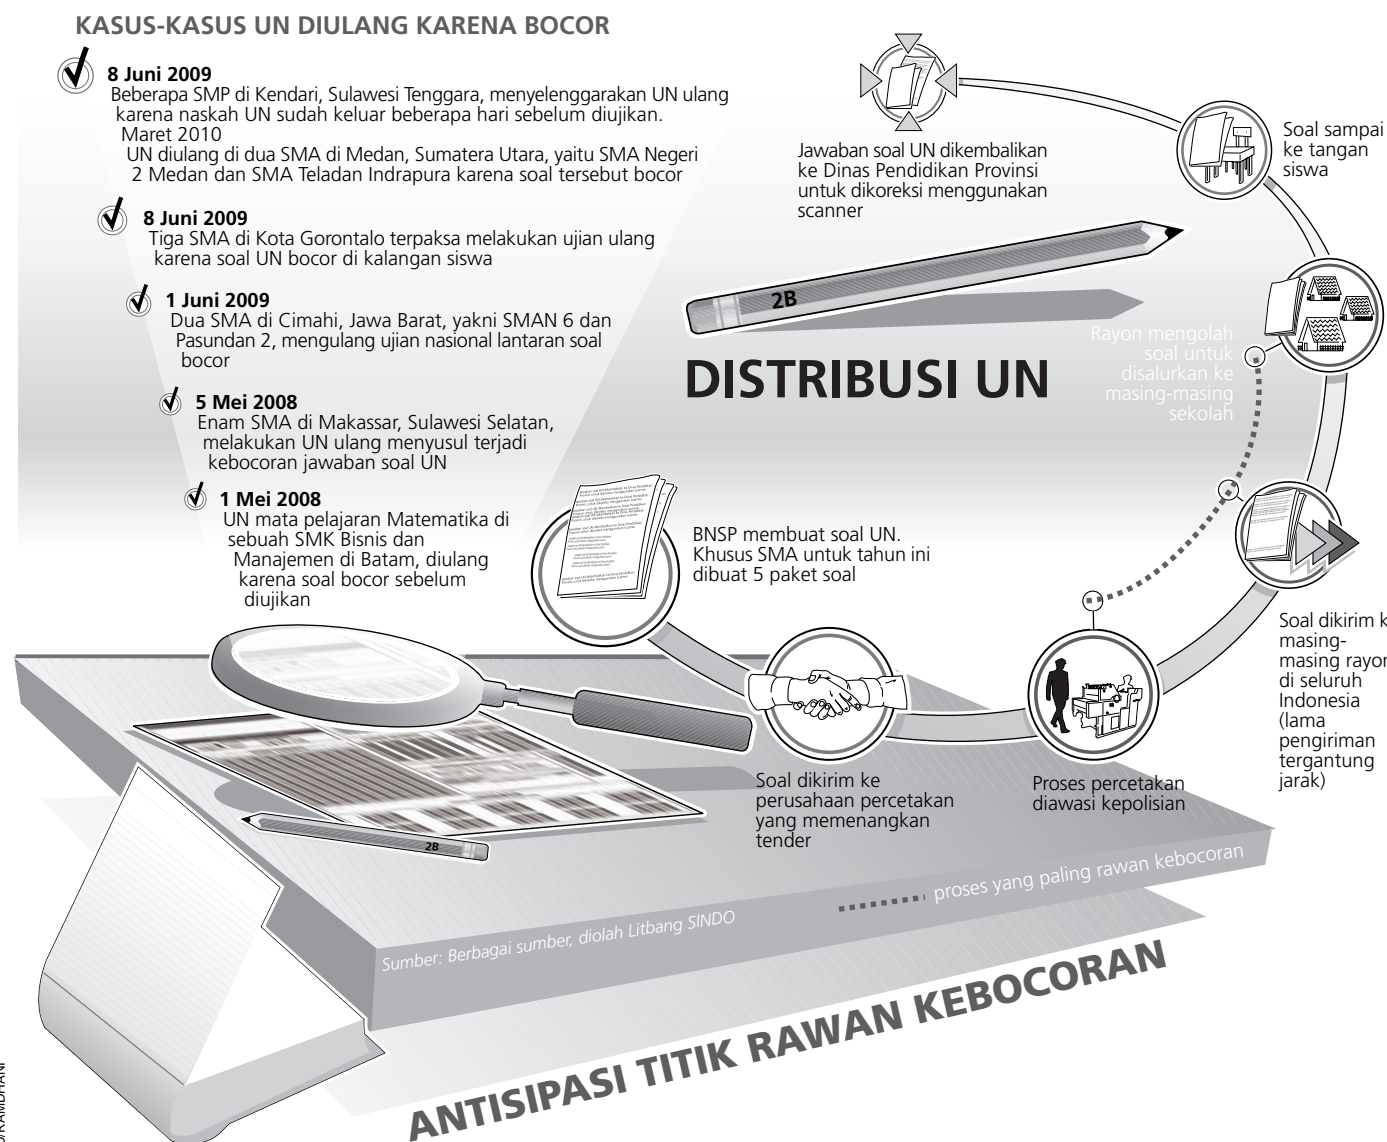 KASUS-KASUS UN DIULANG KARENA BOCOR
8 Juni 2009
Beberapa SMP di Kendari, Sulawesi Tenggara, menyelenggarakan UN ulang
karena naskah UN sudah keluar beberapa hari sebelum diujikan.
Maret 2010
UN diulang di dua SMA di Medan, Sumatera Utara, yaitu SMA Negeri
2 Medan dan SMA Teladan Indrapura karena soal tersebut bocor
8 Juni 2009
Tiga SMA di Kota Gorontalo terpaksa melakukan ujian ulang
karena soal UN bocor di kalangan siswa
1 Juni 2009
Dua SMA di Cimahi, Jawa Barat, yakni SMAN 6 dan
Pasundan 2, mengulang ujian nasional lantaran soal
bocor
5 Mei 2008
Enam SMA di Makassar, Sulawesi Selatan,
melakukan UN ulang menyusul terjadi
kebocoran jawaban soal UN
1 Mei 2008
UN mata pelajaran Matematika di
sebuah SMK Bisnis dan
Manajemen di Batam, diulang
karena soal bocor sebelum
diujikan
2B
DISTRIBUSI UN
BNSP membuat soal UN.
Khusus SMA untuk tahun ini
dibuat 5 paket soal
Soal dikirim ke
perusahaan percetakan
yang memenangkan
tender
Proses percetakan
diawasi kepolisian
Soal dikirim k
masing-
masing rayon
di seluruh
Indonesia
(lama
pengiriman
tergantung
jarak)
Rayon mengolah
soal untuk
disalurkan ke
masing-masing
sekolah
Soal sampai
ke tangan
siswa
Jawaban soal UN dikembalikan
ke Dinas Pendidikan Provinsi
untuk dikoreksi menggunakan
scanner
2B
proses yang paling rawan kebocoran
Sumber: Berbagai sumber, diolah Litbang SINDO
ANTISIPASI TITIK RAWAN KEBOCORAN
/RAMDHANI